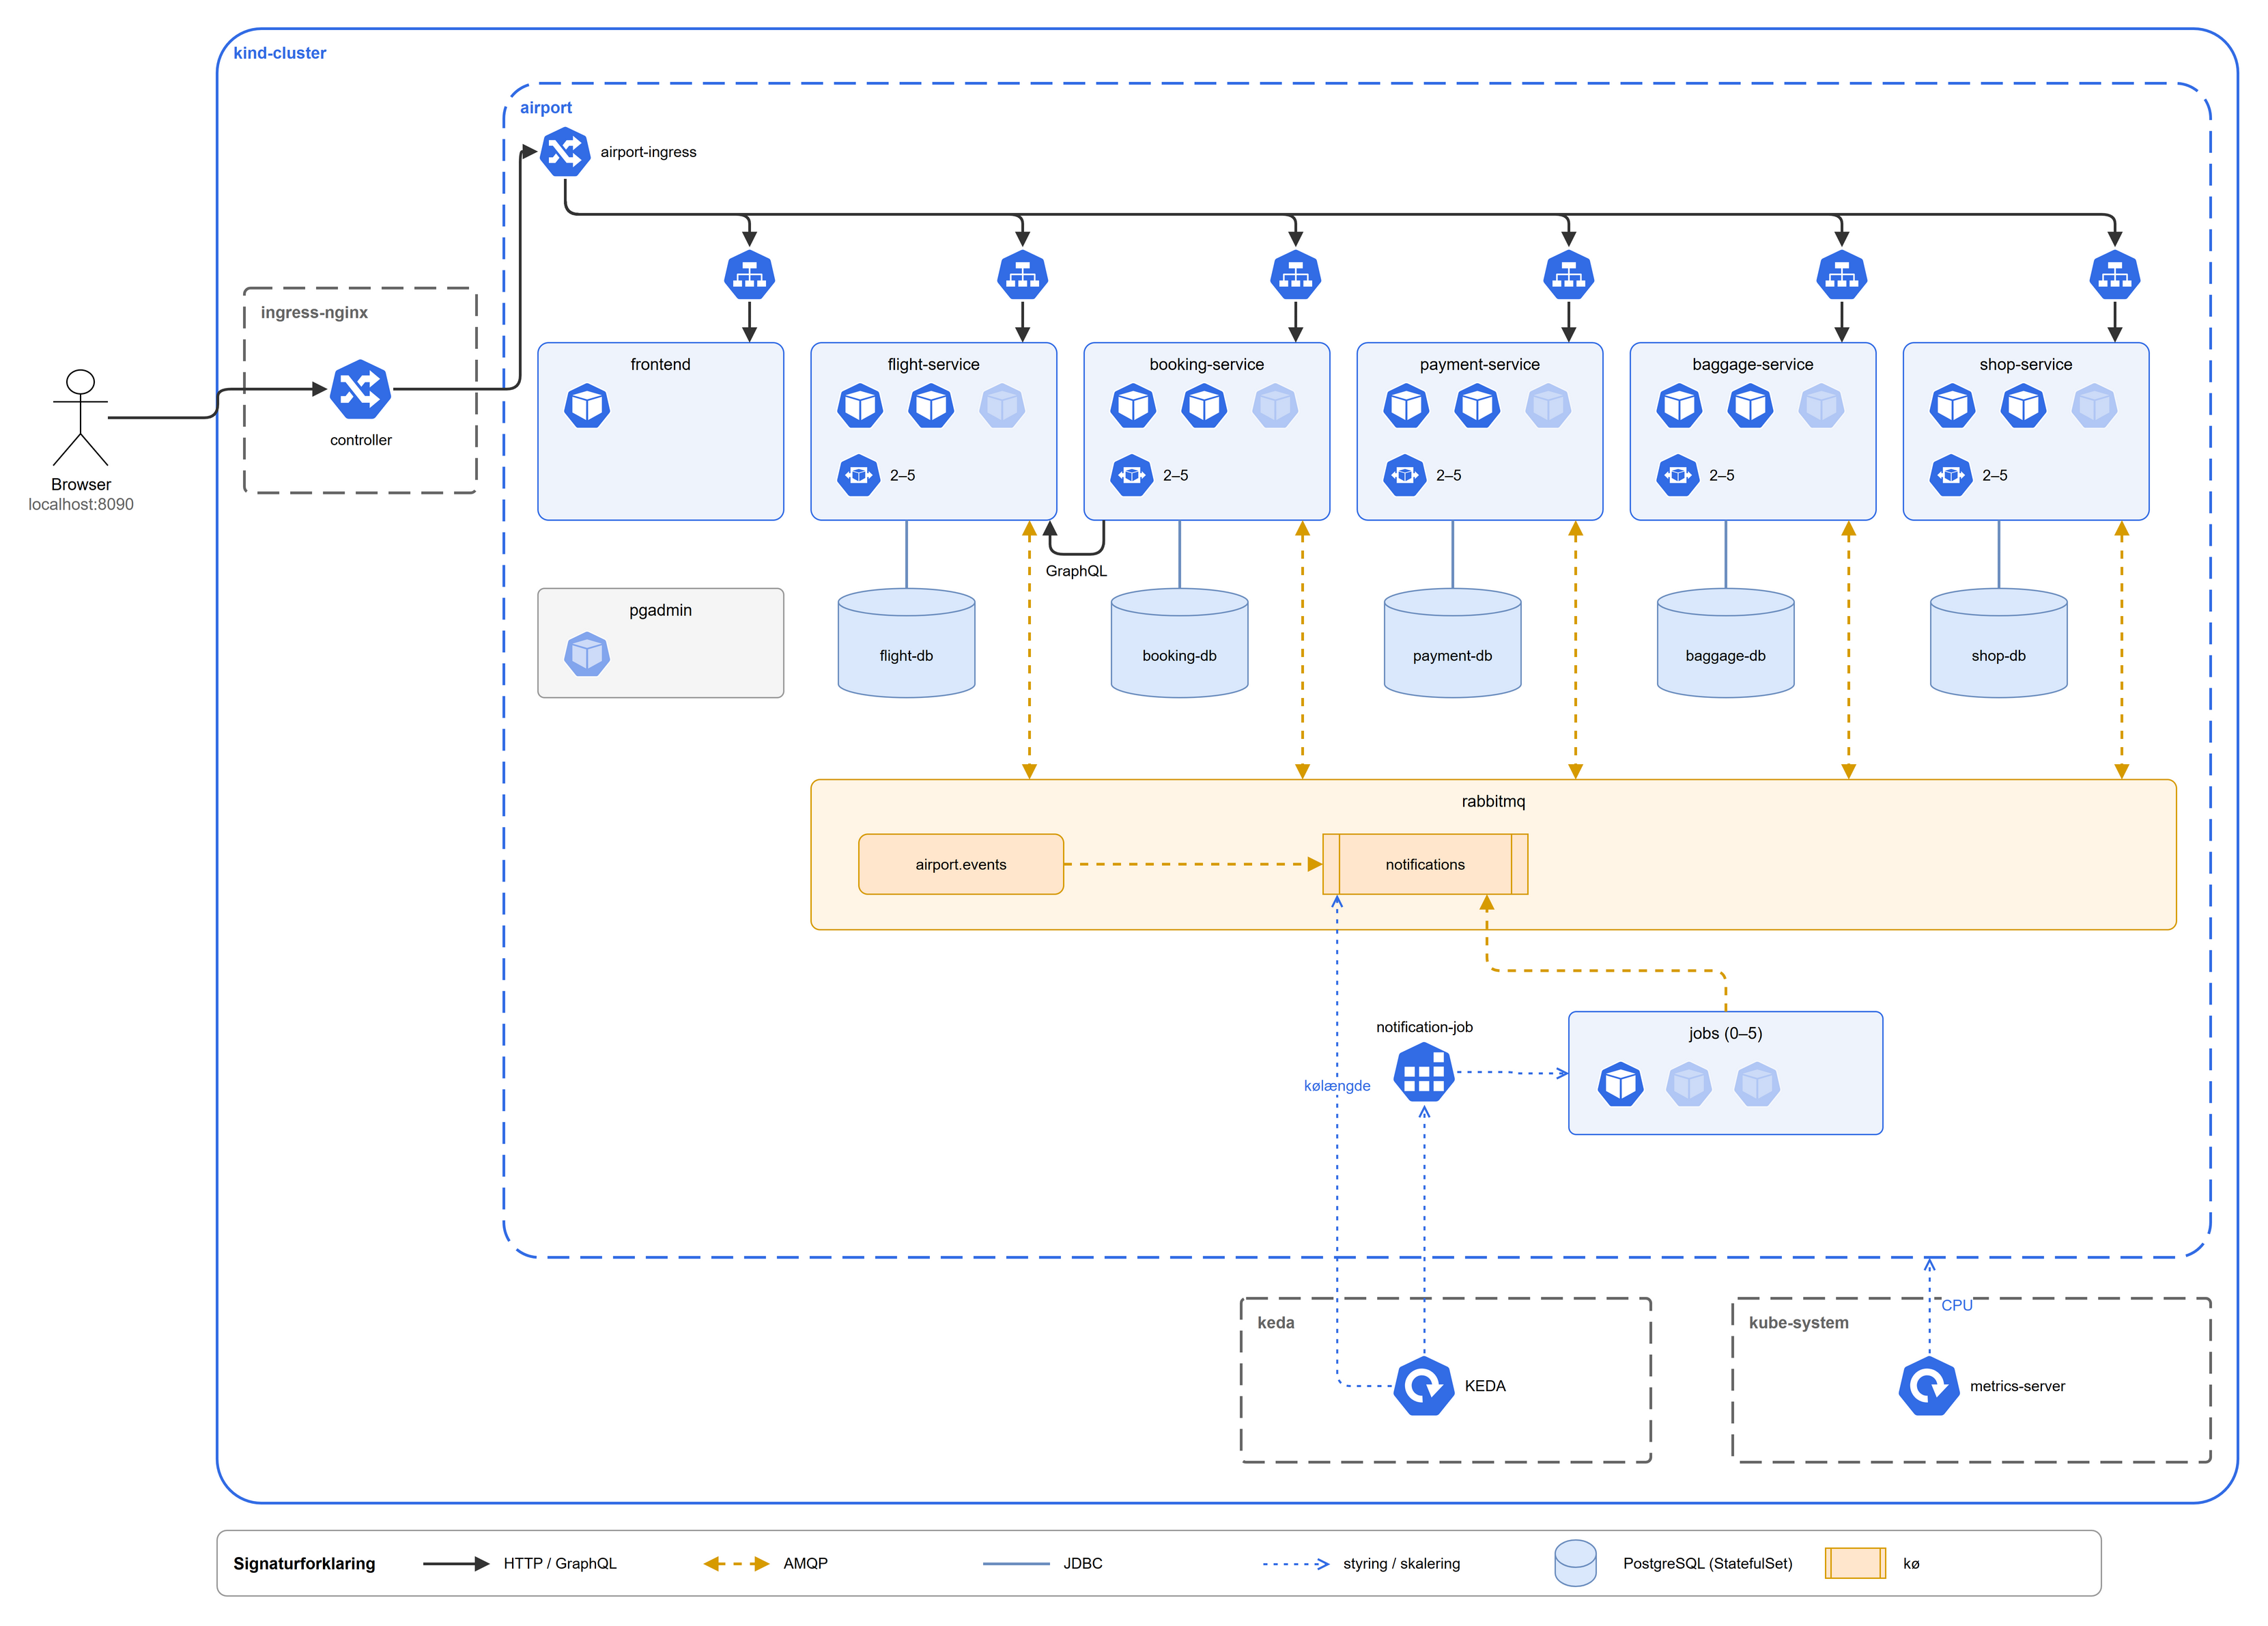 kind-cluster
airport
airport-ingress
ingress-nginx
controller
Browser
localhost:8090
frontend
flight-service
2–5
booking-service
2–5
payment-service
2–5
baggage-service
2–5
shop-service
2–5
GraphQL
pgadmin
flight-db
booking-db
payment-db
baggage-db
shop-db
rabbitmq
airport.events
notifications
notification-job
jobs (0–5)
kølængde
keda
KEDA
kube-system
CPU
metrics-server
Signaturforklaring
HTTP / GraphQL
AMQP
JDBC
styring / skalering
PostgreSQL (StatefulSet)
kø